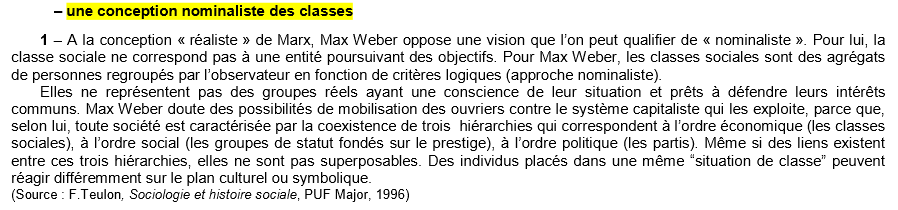 – une conception nominaliste des classes
1 – A la conception « réaliste » de Marx, Max Weber oppose une vision que l’on peut qualifier de « nominaliste ». Pour lui, la
classe sociale ne correspond pas à une entité poursuivant des objectifs. Pour Max Weber, les classes sociales sont des agrégats
de personnes regroupés par l’observateur en fonction de critères logiques (approche nominaliste).
Elles ne représentent pas des groupes réels ayant une conscience de leur situation et prêts à défendre leurs intérêts
communs. Max Weber doute des possibilités de mobilisation des ouvriers contre le système capitaliste qui les exploite, parce que,
selon lui, toute société est caractérisée par la coexistence de trois hiérarchies qui correspondent à l’ordre économique (les classes
sociales), à l’ordre social (les groupes de statut fondés sur le prestige), à l’ordre politique (les partis). Même si des liens existent
entre ces trois hiérarchies, elles ne sont pas superposables. Des individus placés dans une même “situation de classe” peuvent
réagir différemment sur le plan culturel ou symbolique.
(Source : F.Teulon, Sociologie et histoire sociale, PUF Major, 1996)